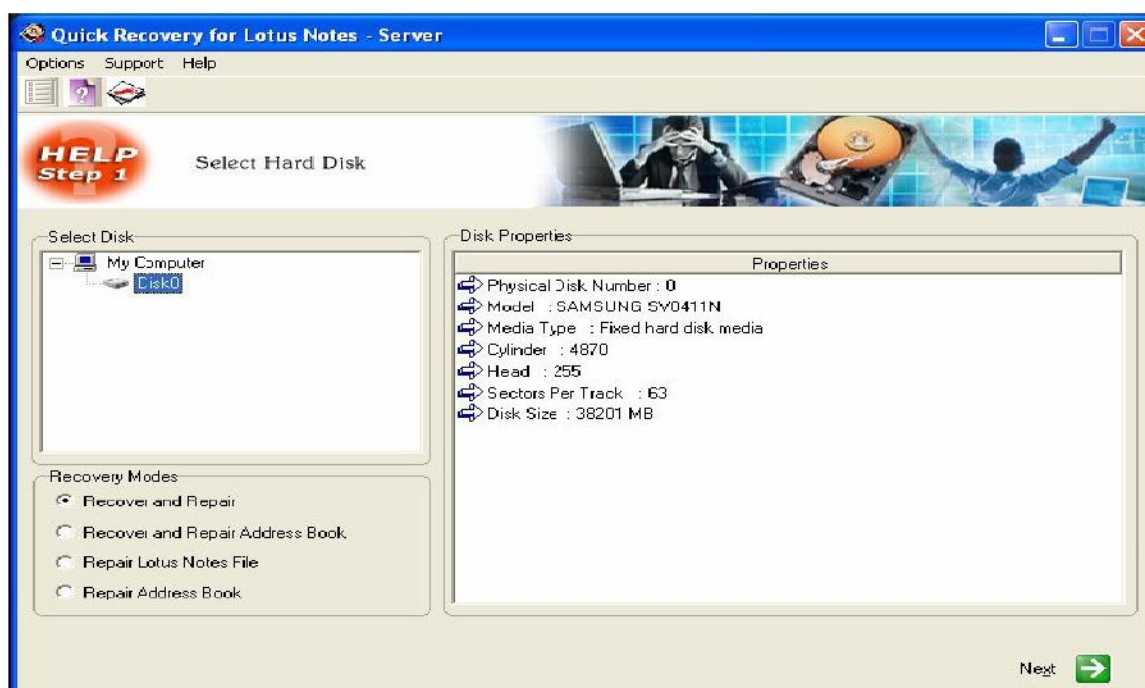 Quick Recovery for Lotus Notes - Server
Options Support Help
HELP
Step 1
Select Hard Disk
Select Disk
My Computer
Disk0
Recovery Modes
Recover and Repair
Recover and Repair Address Book
Repair Lotus Notes File
Repair Address Book
Disk Properties
Properties
Physical Disk Number : 0
Model : SAMSUNG SV0411N
Media Type : Fixed hard disk media
Cylinder : 4870
Head : 255
Sectors Per Track : 63
Disk Size : 38201 MB
Next